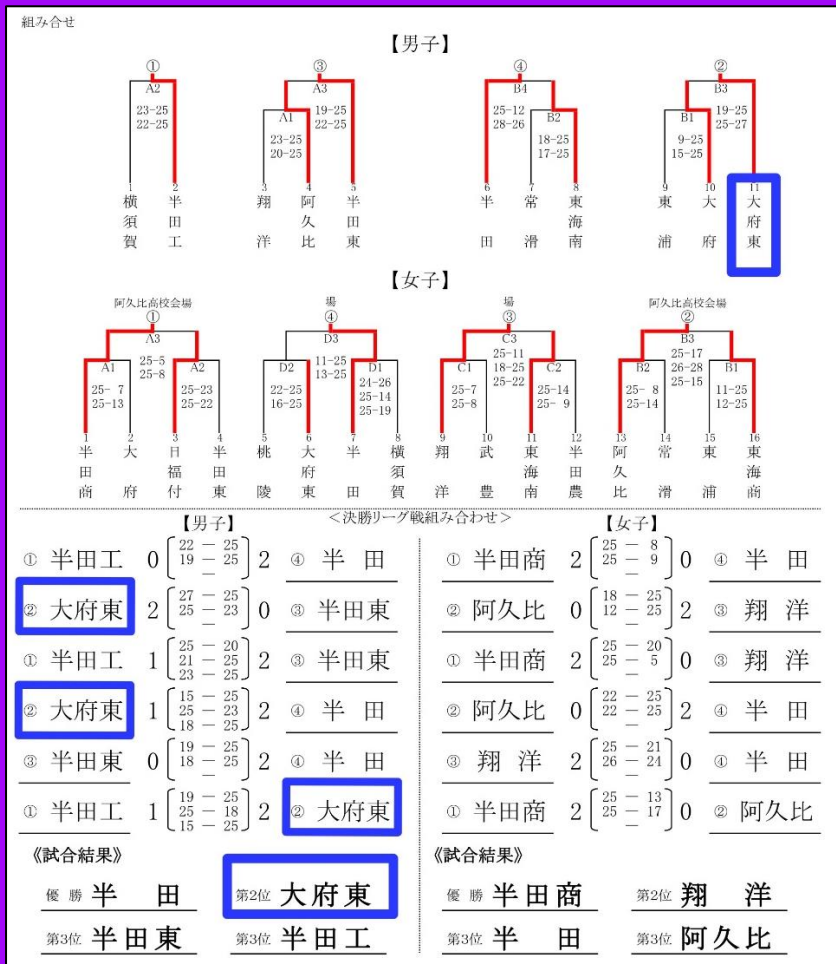 組み合せ
【男子】
① ③ ④ ②
A2 A3 B4 B3
23-25 19-25 25-12 19-25
22-25 22-25 28-26 25-27
A1 B2 B1
23-25 18-25 9-25
20-25 17-25 15-25
1 2 3 4 5 6 7 8 9 10 11
横須賀 半田工 翔洋 阿久比 半田東 半田 常滑 東海南 東浦 大府 大府東
【女子】
阿久比高校会場 場 場 阿久比高校会場
① ④ ③ ②
A3 D3 C3 B3
25-5 11-25 25-11 25-17
25-8 13-25 18-25 26-28
25-22 25-15
A1 A2 D2 D1 C1 C2 B2 B1
25- 7 25-23 22-25 24-26 25-7 25-14 25- 8 11-25
25-13 25-22 16-25 25-14 25-8 25- 9 25-14 12-25
25-19
1 2 3 4 5 6 7 8 9 10 11 12 13 14 15 16
半田商 大府 日福付 半田東 桃陵 大府東 半田 横須賀 翔洋 武豊 東海南 半田農 阿久比 常滑 東浦 東海商
<決勝リーグ戦組み合わせ>
【男子】
① 半田工 0 22 — 25 2 ④ 半 田
19 — 25
—
② 大府東 2 27 — 25 0 ③ 半田東
25 — 23
—
① 半田工 1 25 — 20 2 ③ 半田東
21 — 25
23 — 25
② 大府東 1 15 — 25 2 ④ 半 田
25 — 23
18 — 25
③ 半田東 0 19 — 25 2 ④ 半 田
18 — 25
—
① 半田工 1 19 — 25 2 ② 大府東
25 — 18
15 — 25
《試合結果》
優 勝 半 田 第2位 大府東
第3位 半田東 第3位 半田工
【女子】
① 半田商 2 25 — 8 0 ④ 半 田
25 — 9
—
② 阿久比 0 18 — 25 2 ③ 翔 洋
12 — 25
—
① 半田商 2 25 — 20 0 ③ 翔 洋
25 — 5
—
② 阿久比 0 22 — 25 2 ④ 半 田
22 — 25
—
③ 翔 洋 2 25 — 21 0 ④ 半 田
26 — 24
—
① 半田商 2 25 — 13 0 ② 阿久比
25 — 17
—
《試合結果》
優 勝 半田商 第2位 翔 洋
第3位 半 田 第3位 阿久比